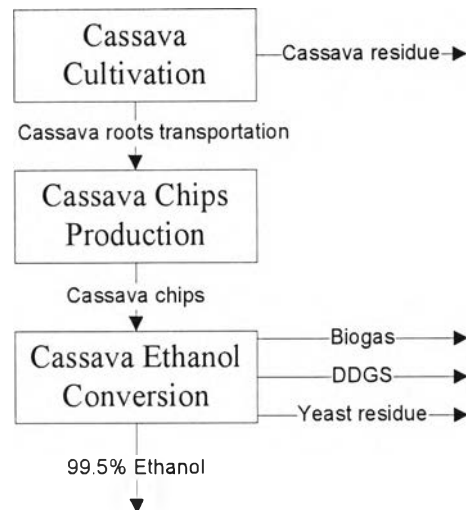 Cassava
Cultivation
Cassava residue
Cassava roots transportation
Cassava Chips
Production
Cassava chips
Cassava Ethanol
Conversion
Biogas
DDGS
Yeast residue
99.5% Ethanol